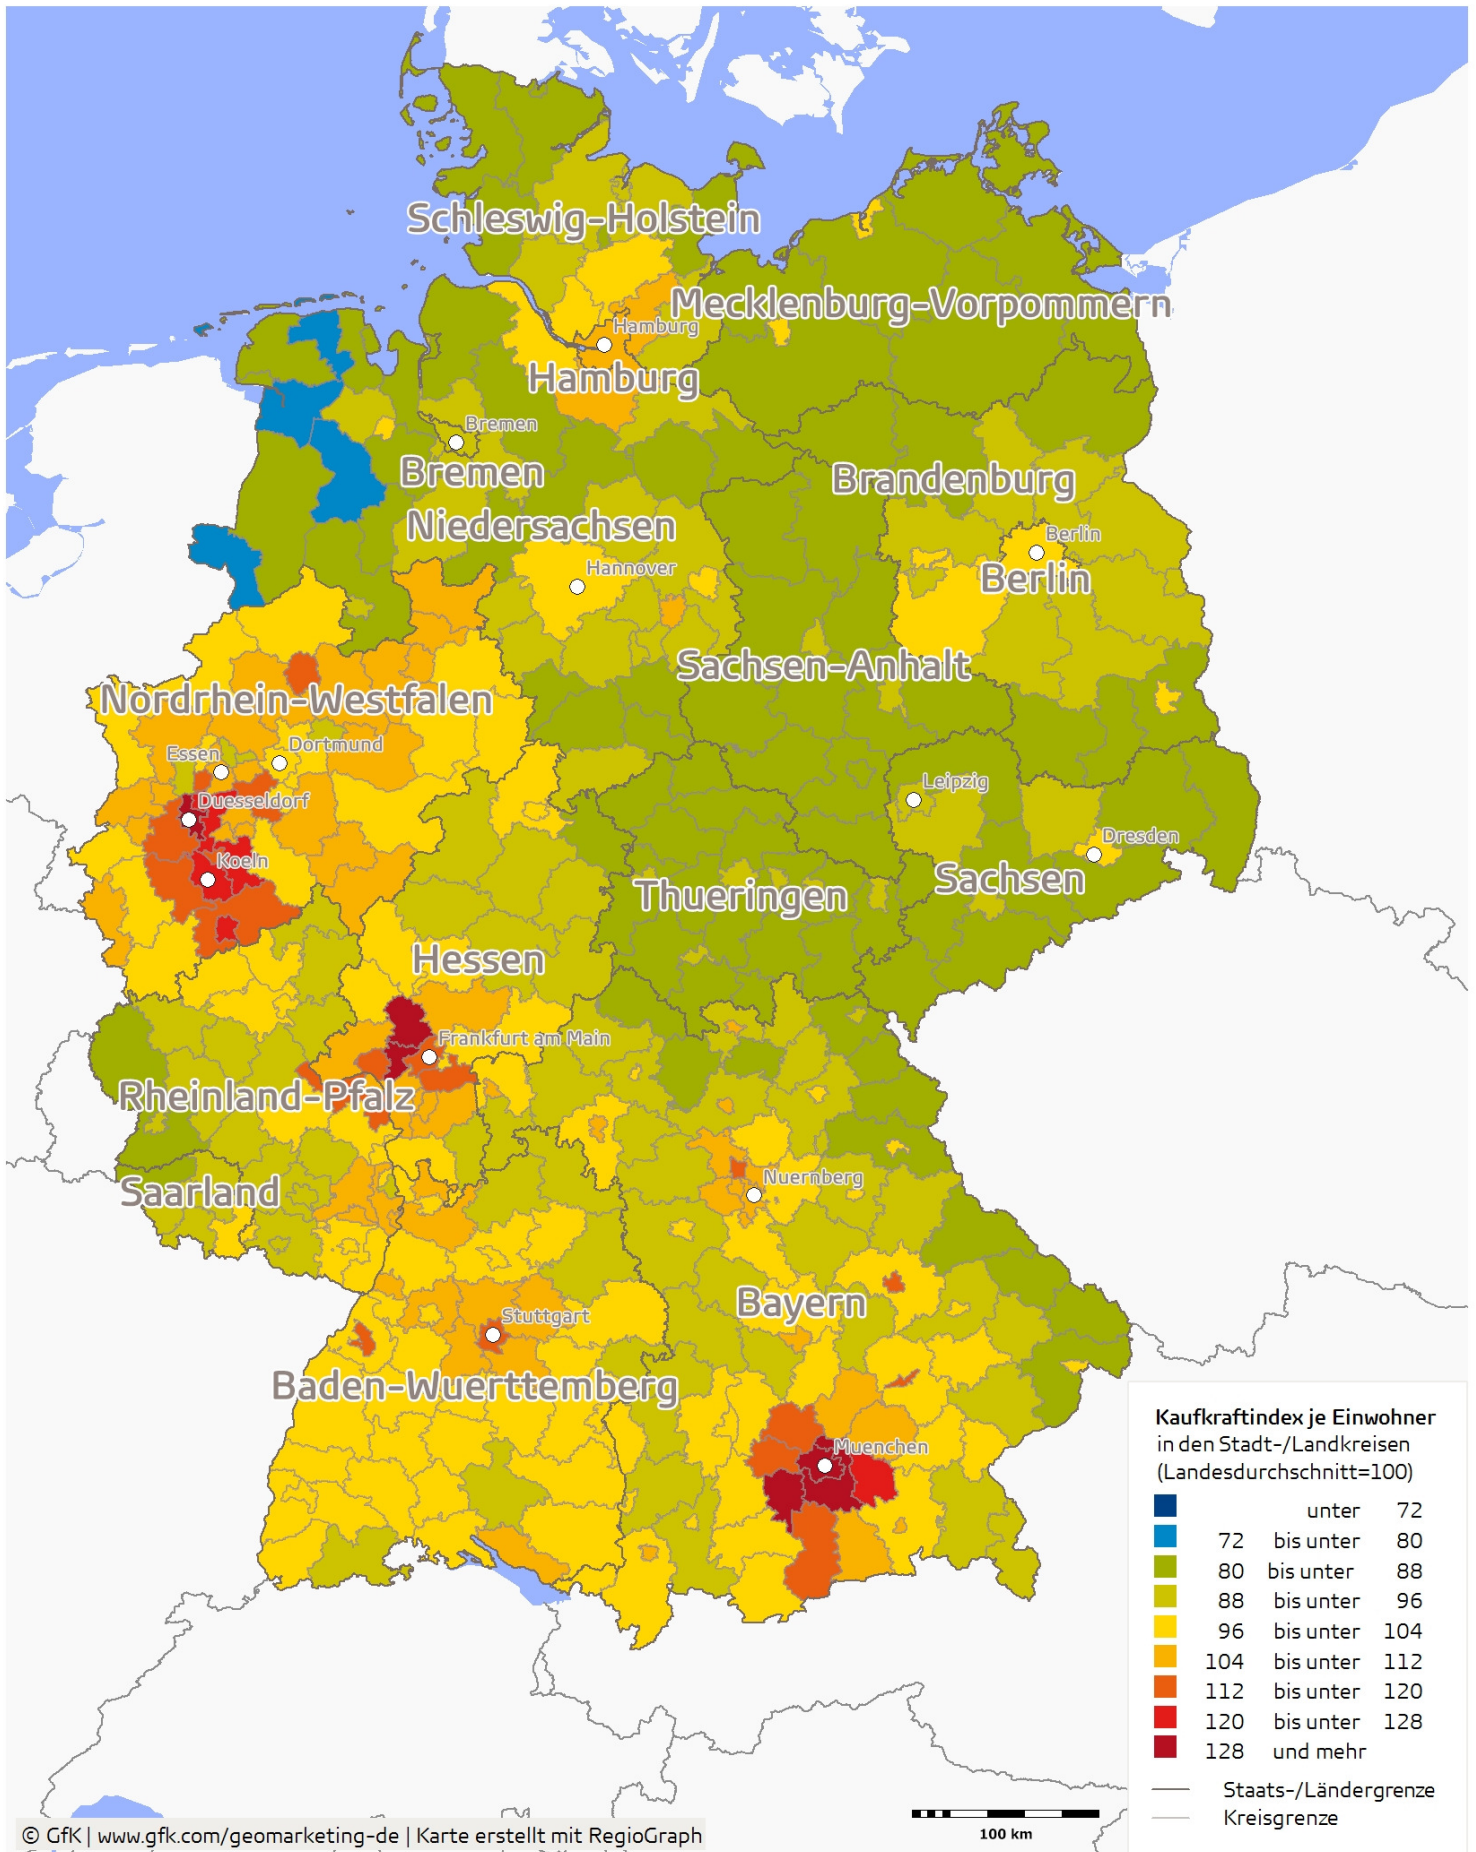 Schleswig-Holstein
Mecklenburg-Vorpommern
Hamburg
Hamburg
Bremen
Bremen
Brandenburg
Niedersachsen
Berlin
Hannover
Berlin
Sachsen-Anhalt
Nordrhein-Westfalen
Essen
Dortmund
Duesseldorf
Leipzig
Dresden
Koeln
Sachsen
Thueringen
Hessen
Frankfurt am Main
Rheinland-Pfalz
Saarland
Nuernberg
Bayern
Stuttgart
Baden-Wuerttemberg
Muenchen
Kaufkraftindex je Einwohner
in den Stadt-/Landkreisen
(Landesdurchschnitt=100)
unter 72
72 bis unter 80
80 bis unter 88
88 bis unter 96
96 bis unter 104
104 bis unter 112
112 bis unter 120
120 bis unter 128
128 und mehr
Staats-/Ländergrenze
Kreisgrenze
100 km
© GfK | www.gfk.com/geomarketing-de | Karte erstellt mit RegioGraph